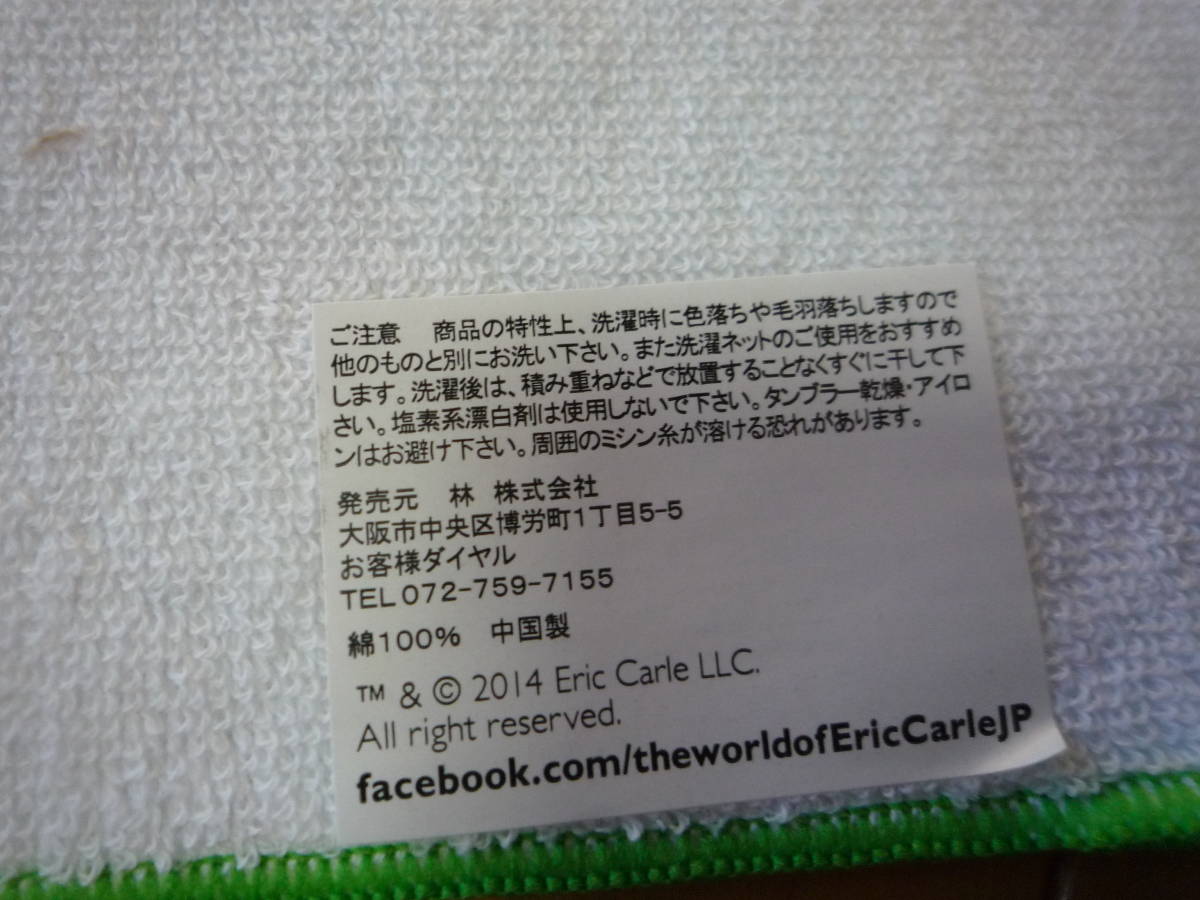 ご注意　商品の特性上、洗濯時に色落ちや毛羽落ちしますので
他のものと別にお洗い下さい。また洗濯ネットのご使用をおすすめ
します。洗濯後は、積み重ねなどで放置することなくすぐに干して下
さい。塩素系漂白剤は使用しないで下さい。タンブラー乾燥・アイロ
ンはお避け下さい。周囲のミシン糸が溶ける恐れがあります。
発売元　林 株式会社
大阪市中央区博労町1丁目5-5
お客様ダイヤル
TEL 072-759-7155
綿100%　中国製
™ & © 2014 Eric Carle LLC.
All right reserved.
facebook.com/theworldofEricCarleJP